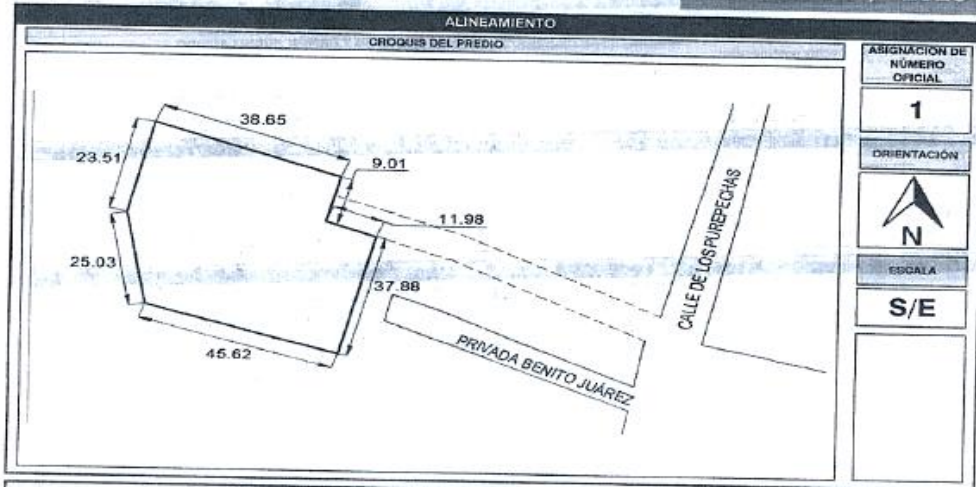 ALINEAMIENTO
CROQUIS DEL PREDIO
ASIGNACIÓN DE
NÚMERO
OFICIAL
1
ORIENTACIÓN
N
ESCALA
S/E
38.65
23.51
9.01
11.98
25.03
37.88
45.62
CALLE DE LOS PUREPECHAS
PRIVADA BENITO JUÁREZ